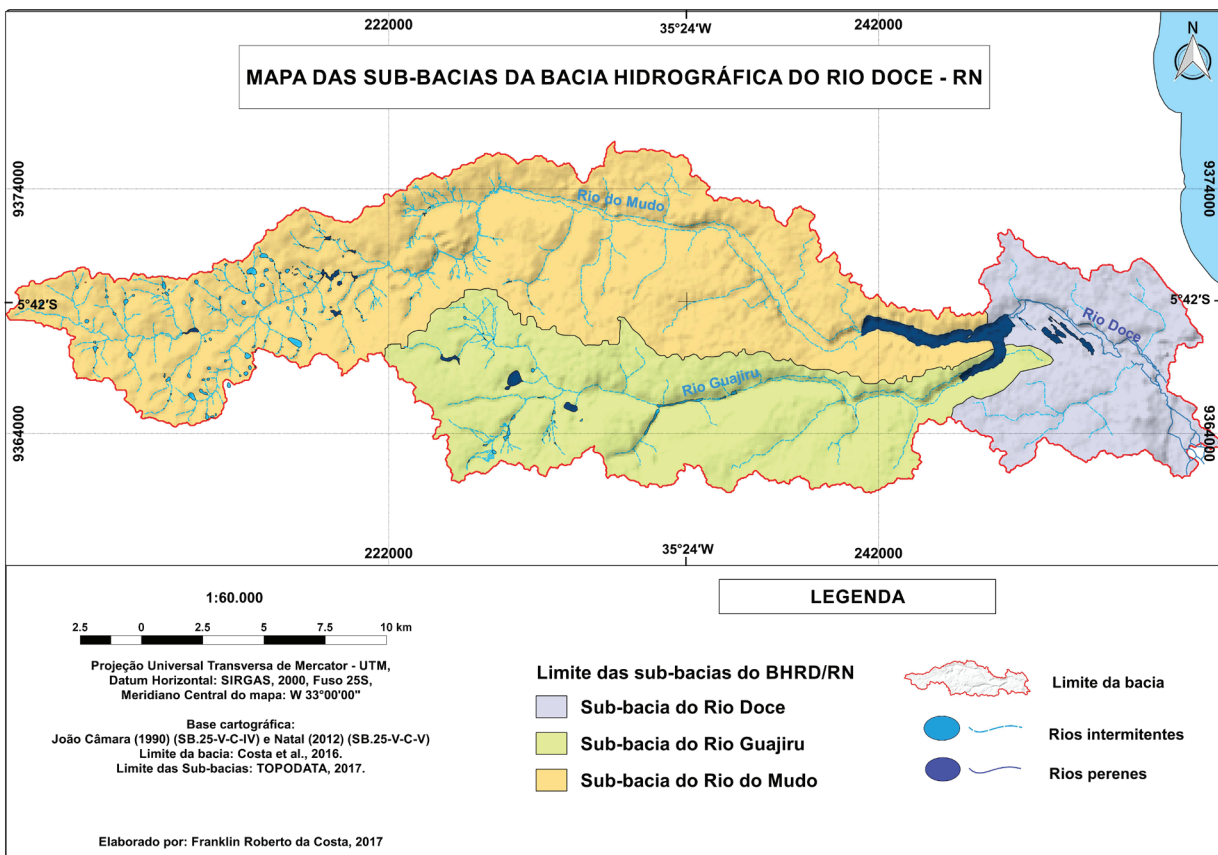 222000
35°24'W
242000
N
MAPA DAS SUB-BACIAS DA BACIA HIDROGRÁFICA DO RIO DOCE - RN
9374000
9374000
Rio do Mudo
5°42'S
5°42'S
Rio Doce
Rio Guajiru
9364000
9364000
222000
35°24'W
242000
1:60.000
2.5 0 2.5 5 7.5 10 km
Projeção Universal Transversa de Mercator - UTM,
Datum Horizontal: SIRGAS, 2000, Fuso 25S,
Meridiano Central do mapa: W 33°00'00"
Base cartográfica:
João Câmara (1990) (SB.25-V-C-IV) e Natal (2012) (SB.25-V-C-V)
Limite da bacia: Costa et al., 2016.
Limite das Sub-bacias: TOPODATA, 2017.
Elaborado por: Franklin Roberto da Costa, 2017
LEGENDA
Limite das sub-bacias do BHRD/RN
Sub-bacia do Rio Doce
Sub-bacia do Rio Guajiru
Sub-bacia do Rio do Mudo
Limite da bacia
Rios intermitentes
Rios perenes